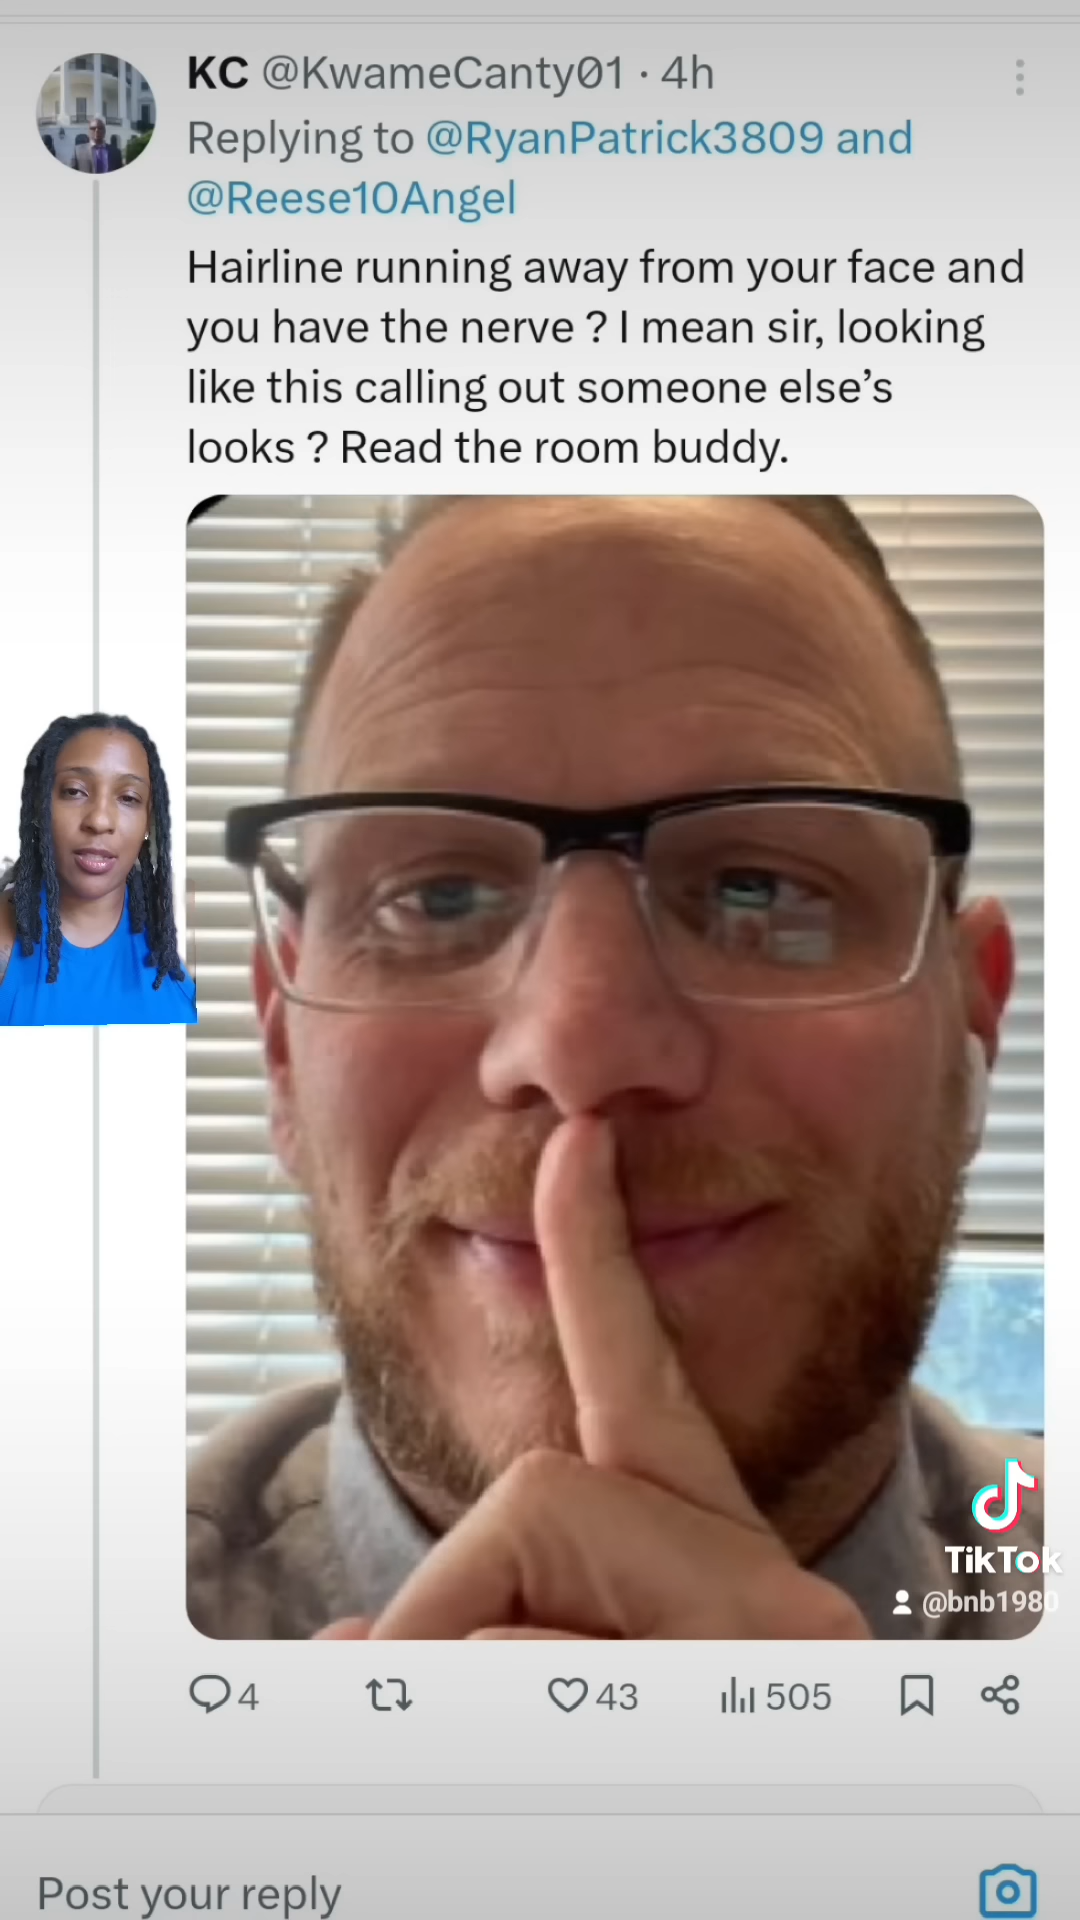 KC @KwameCanty01 · 4h
Replying to @RyanPatrick3809 and
@Reese10Angel
Hairline running away from your face and
you have the nerve ? I mean sir, looking
like this calling out someone else’s
looks ? Read the room buddy.
TikTok
@bnb1980
4
43
505
Post your reply